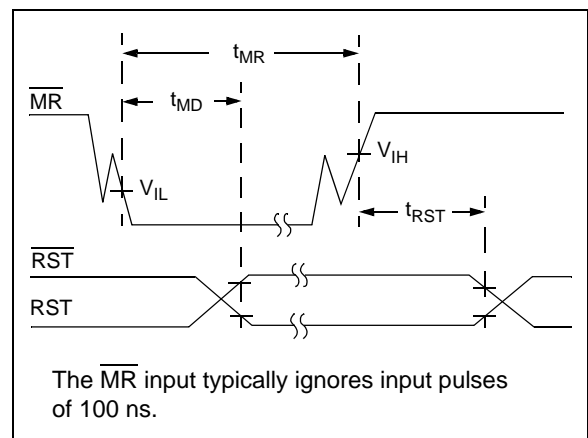 tMR
MR
tMD
VIL
VIH
tRST
RST
RST
The MR input typically ignores input pulses
of 100 ns.